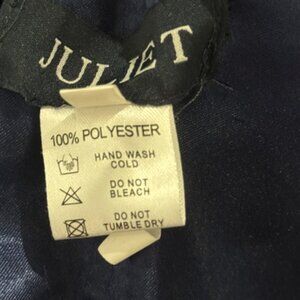 JULIET
100% POLYESTER
HAND WASH
COLD
DO NOT
BLEACH
DO NOT
TUMBLE DRY